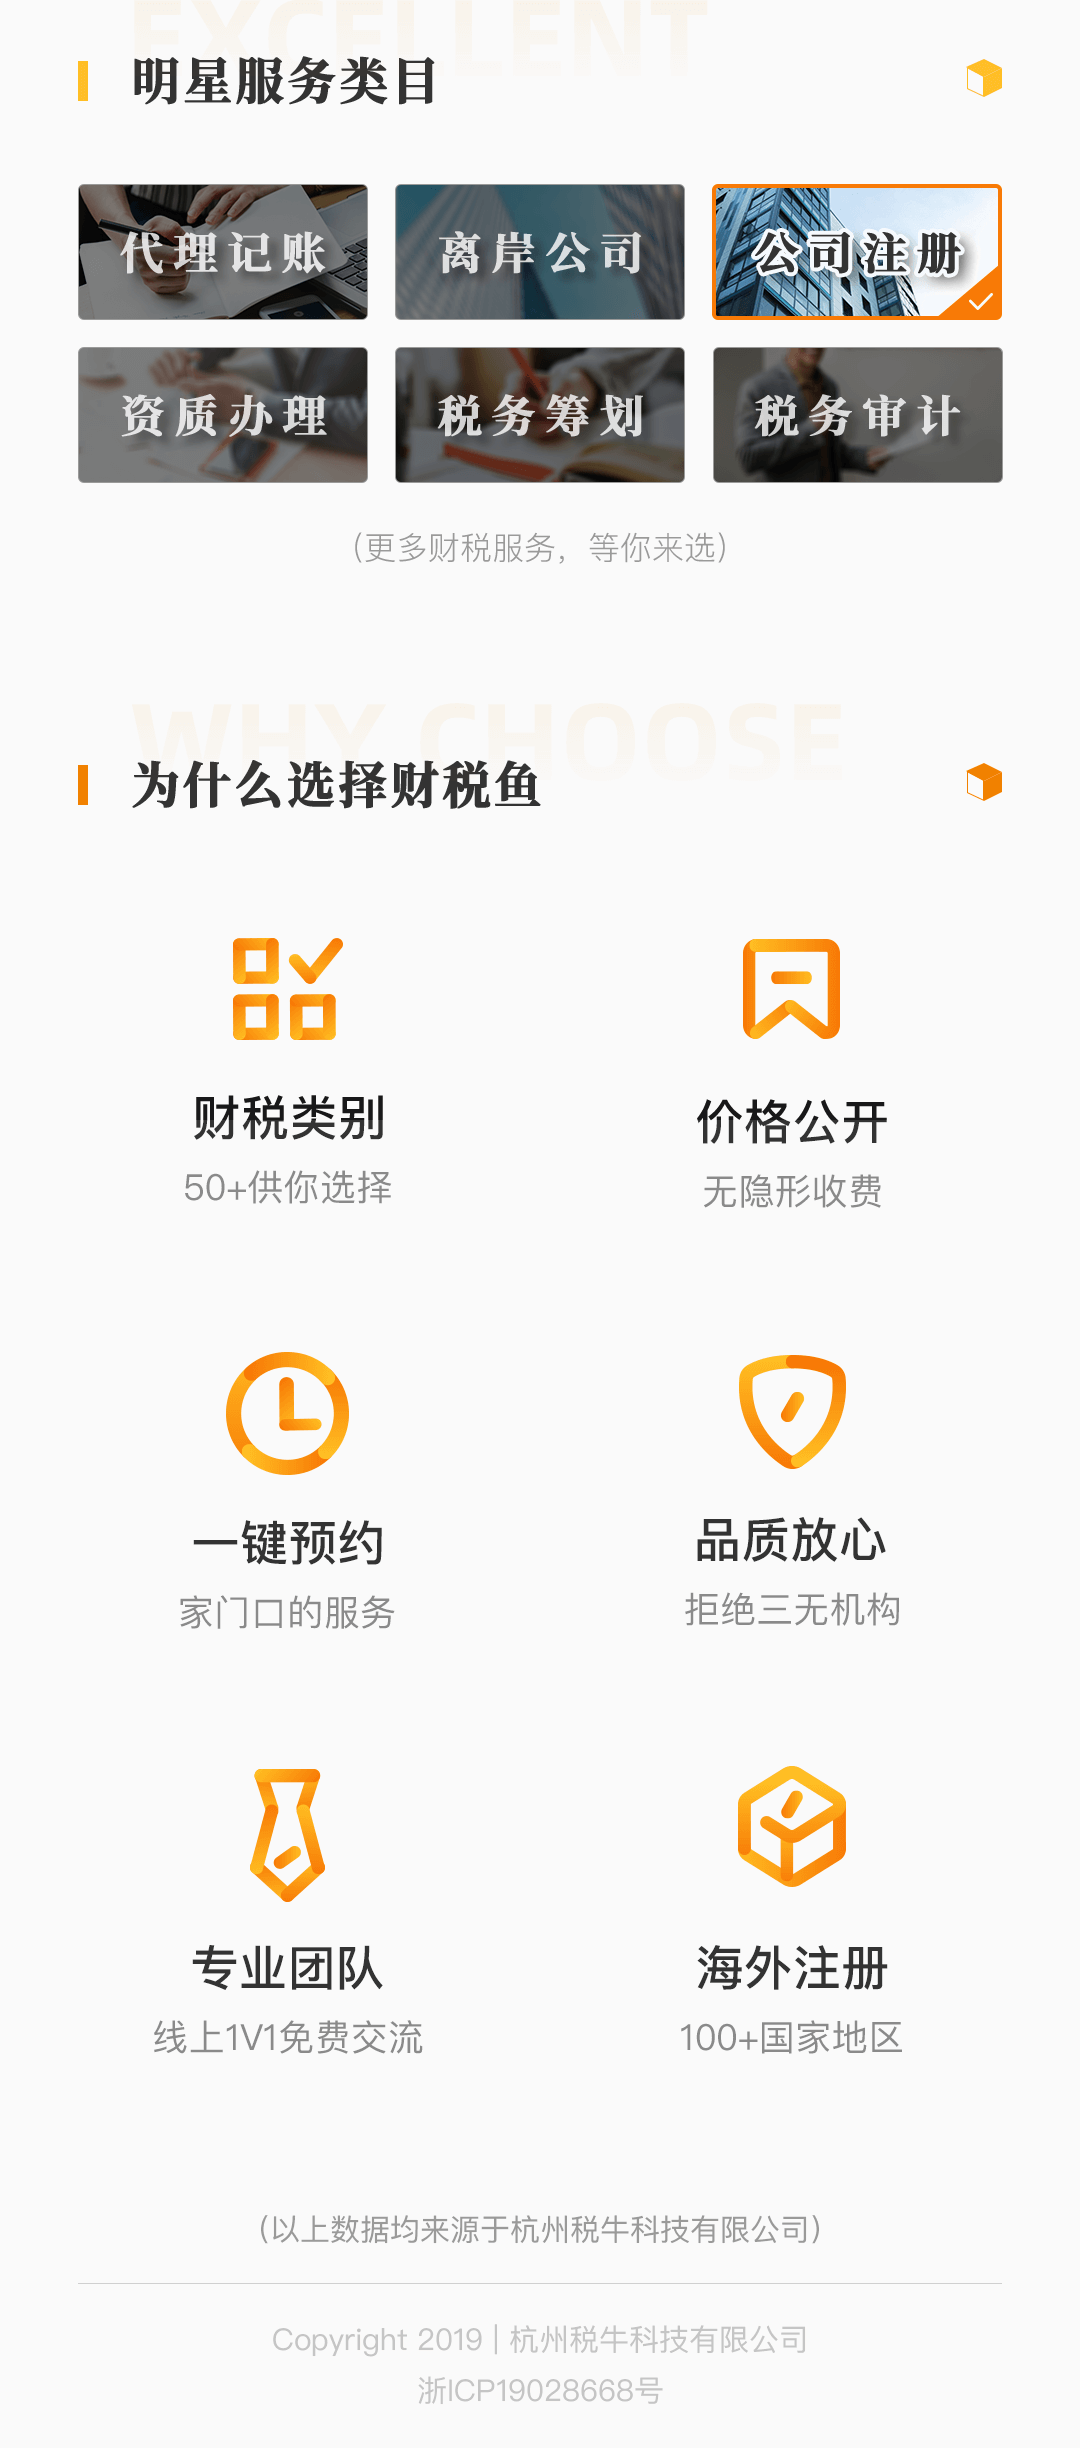 EXCELLENT
明星服务类目
代理记账
离岸公司
公司注册
资质办理
税务筹划
税务审计
（更多财税服务，等你来选）
WHY CHOOSE
为什么选择财税鱼
财税类别
价格公开
50+供你选择
无隐形收费
一键预约
品质放心
家门口的服务
拒绝三无机构
专业团队
海外注册
线上1V1免费交流
100+国家地区
（以上数据均来源于杭州税牛科技有限公司）
Copyright 2019 | 杭州税牛科技有限公司
浙ICP19028668号